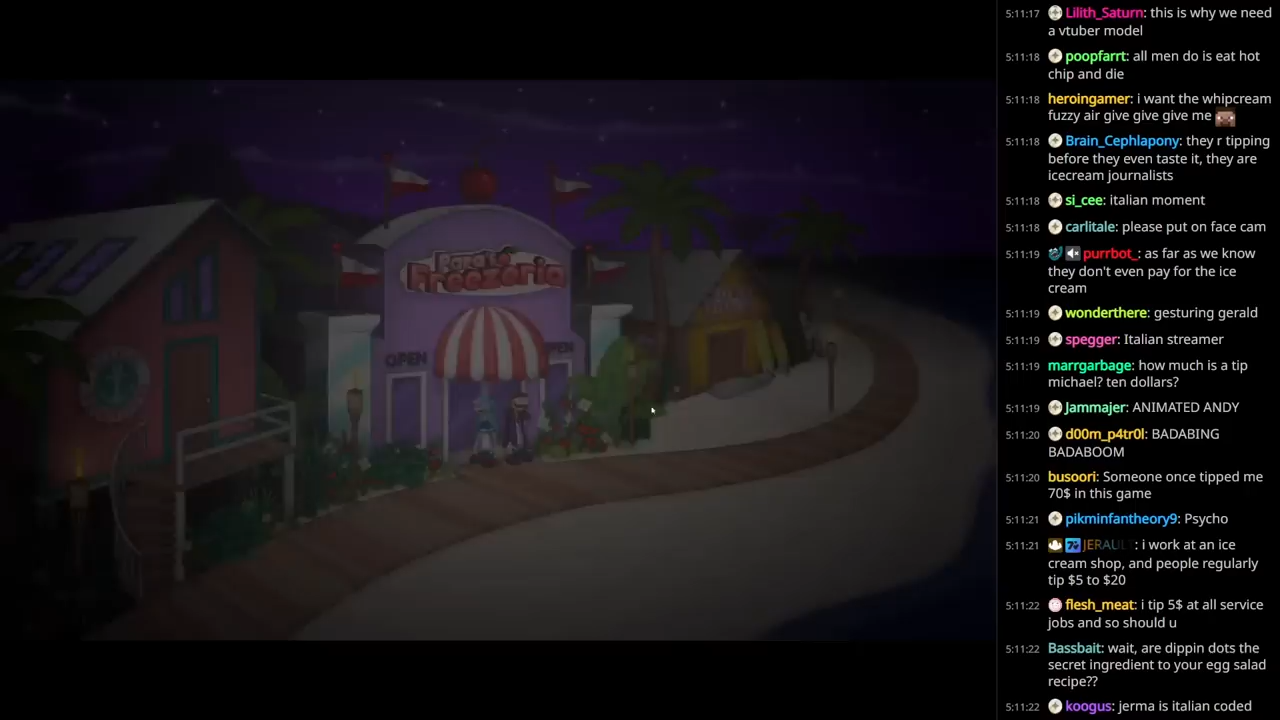 Papa's
Freezeria
OPEN
5:11:17 Lilith_Saturn: this is why we need
a vtuber model
5:11:18 poopfarrt: all men do is eat hot
chip and die
heroingamer: i want the whipcream
5:11:18 fuzzy air give give give me
5:11:18 Brain_Cephlapony: they r tipping
before they even taste it, they are
icecream journalists
5:11:18 si_cee: italian moment
5:11:18 carlitale: please put on face cam
5:11:19 purrbot_: as far as we know
they don't even pay for the ice
cream
5:11:19 wonderthere: gesturing gerald
5:11:19 spegger: Italian streamer
5:11:19 marrgarbage: how much is a tip
michael? ten dollars?
5:11:19 Jammajer: ANIMATED ANDY
5:11:20 d00m_p4tr0l: BADABING
BADABOOM
5:11:20 busoori: Someone once tipped me
70$ in this game
5:11:21 pikminfantheory9: Psycho
5:11:21 JERAU : i work at an ice
cream shop, and people regularly
tip $5 to $20
5:11:22 flesh_meat: i tip 5$ at all service
jobs and so should u
5:11:22 Bassbait: wait, are dippin dots the
secret ingredient to your egg salad
recipe??
5:11:22 koogus: jerma is italian coded